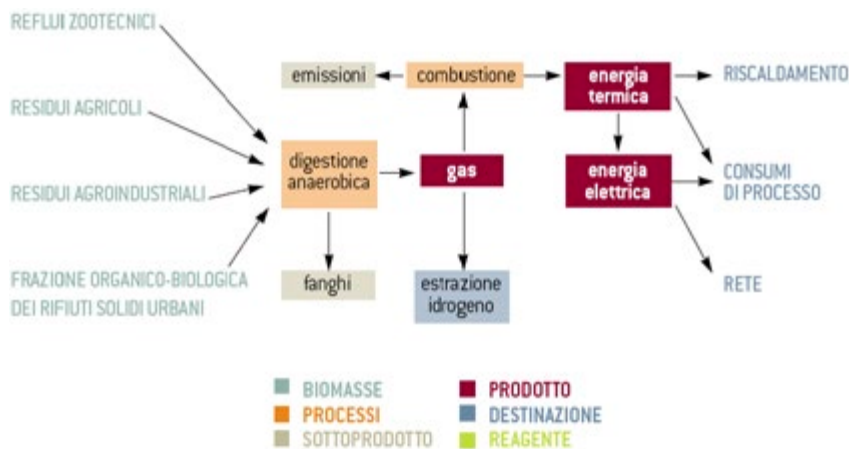 REFLUI ZOOTECNICI
RESIDUI AGRICOLI
RESIDUI AGROINDUSTRIALI
FRAZIONE ORGANICO-BIOLOGICA
DEI RIFIUTI SOLIDI URBANI
emissioni
combustione
energia
termica
RISCALDAMENTO
digestione
anaerobica
gas
energia
elettrica
CONSUMI
DI PROCESSO
fanghi
estrazione
idrogeno
RETE
BIOMASSE
PRODOTTO
PROCESSI
DESTINAZIONE
SOTTOPRODOTTO
REAGENTE